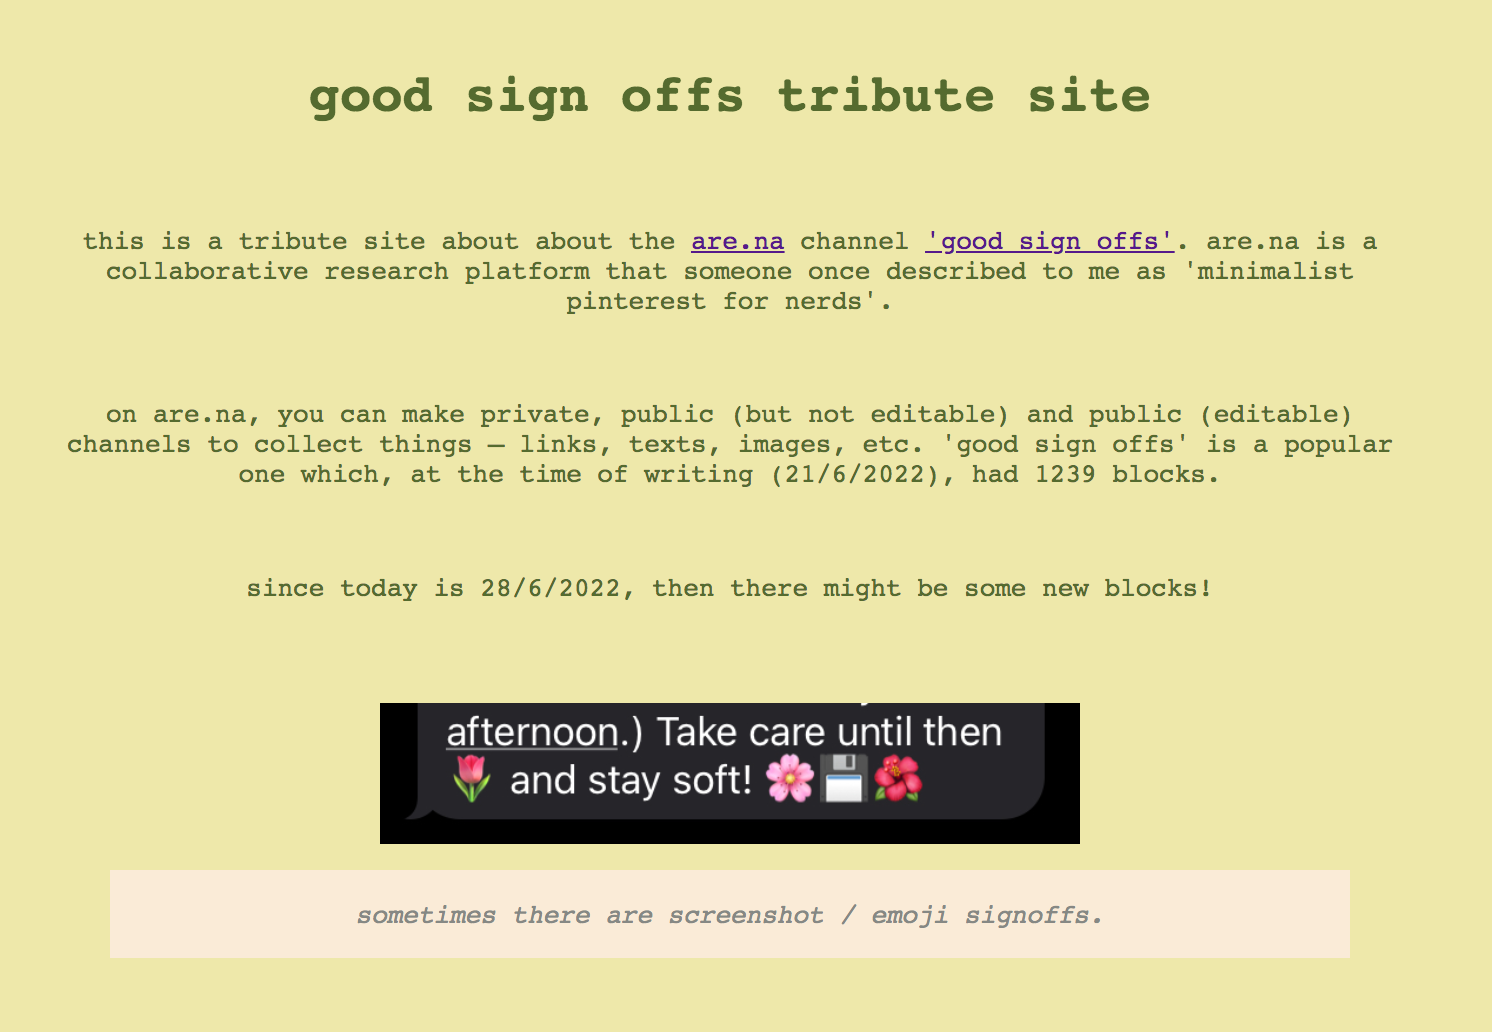 good sign offs tribute site
this is a tribute site about about the are.na channel 'good sign offs'. are.na is a
collaborative research platform that someone once described to me as 'minimalist
pinterest for nerds'.
on are.na, you can make private, public (but not editable) and public (editable)
channels to collect things – links, texts, images, etc. 'good sign offs' is a popular
one which, at the time of writing (21/6/2022), had 1239 blocks.
since today is 28/6/2022, then there might be some new blocks!
afternoon.) Take care until then
🌷 and stay soft! 🌸💾🌺
sometimes there are screenshot / emoji signoffs.